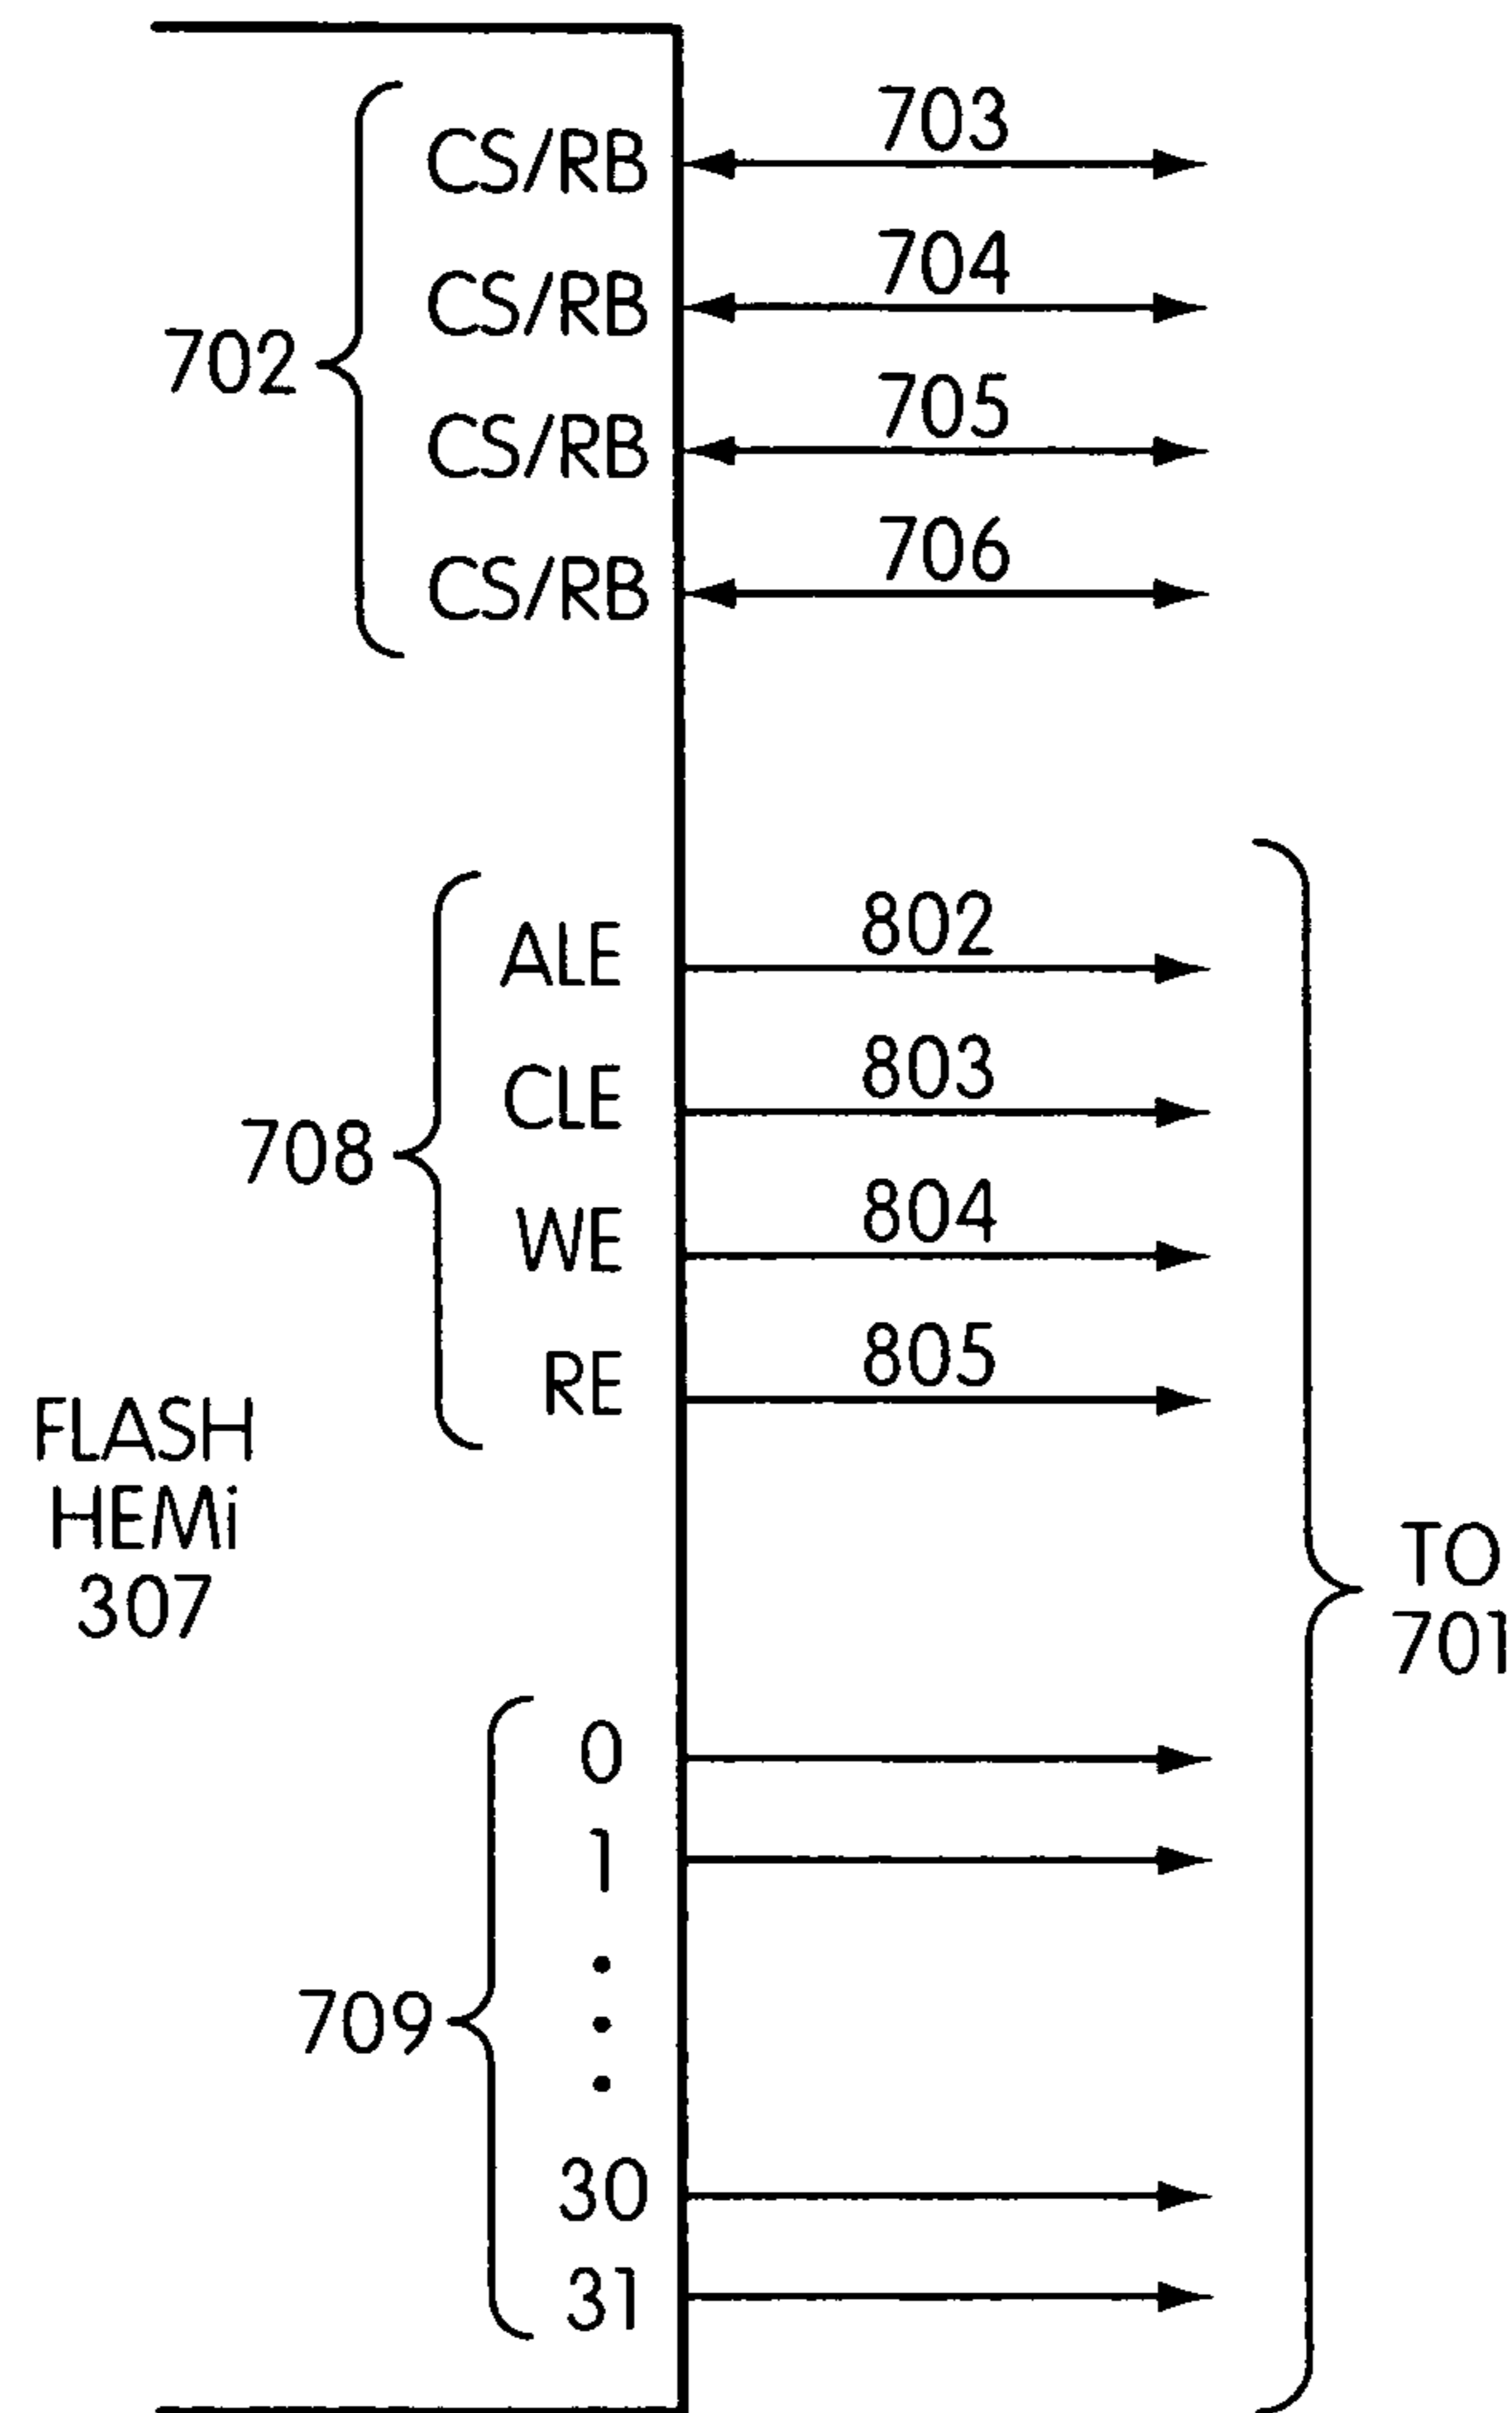 703
CS/RB
704
CS/RB
702
705
CS/RB
706
CS/RB
802
ALE
803
CLE
708
804
WE
805
RE
FLASH
HEMi
307
TO
701
0
1
709
30
31